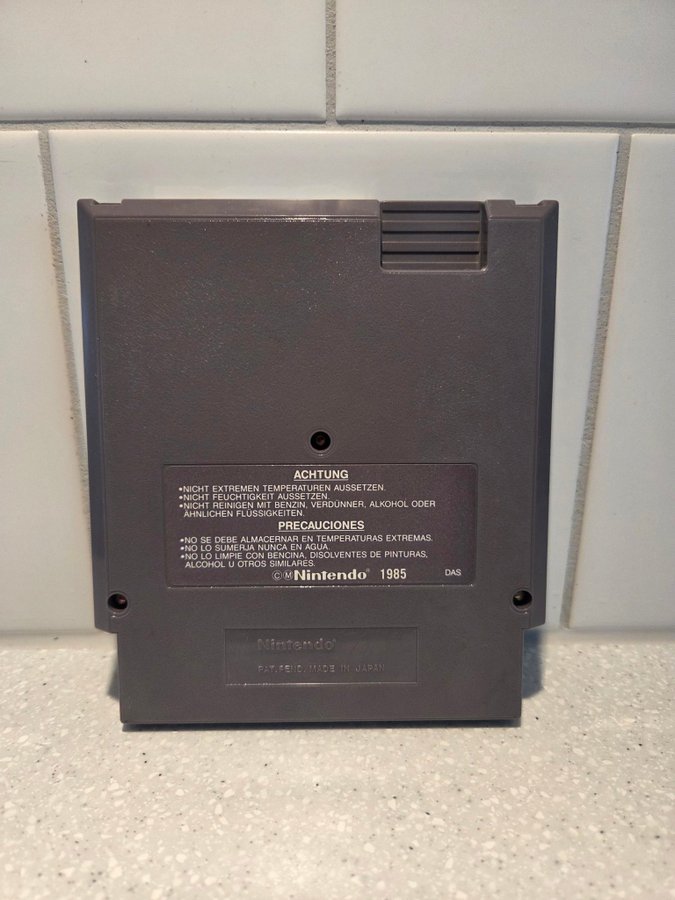 ACHTUNG
•NICHT EXTREMEN TEMPERATUREN AUSSETZEN.
•NICHT FEUCHTIGKEIT AUSSETZEN.
•NICHT REINIGEN MIT BENZIN, VERDÜNNER, ALKOHOL ODER
ÄHNLICHEN FLÜSSIGKEITEN.
PRECAUCIONES
•NO SE DEBE ALMACERNAR EN TEMPERATURAS EXTREMAS.
•NO LO SUMERJA NUNCA EN AGUA.
•NO LO LIMPIE CON BENCINA, DISOLVENTES DE PINTURAS,
ALCOHOL U OTROS SIMILARES.
©ⓂNintendo® 1985 DAS
Nintendo®
PAT. PEND. MADE IN JAPAN